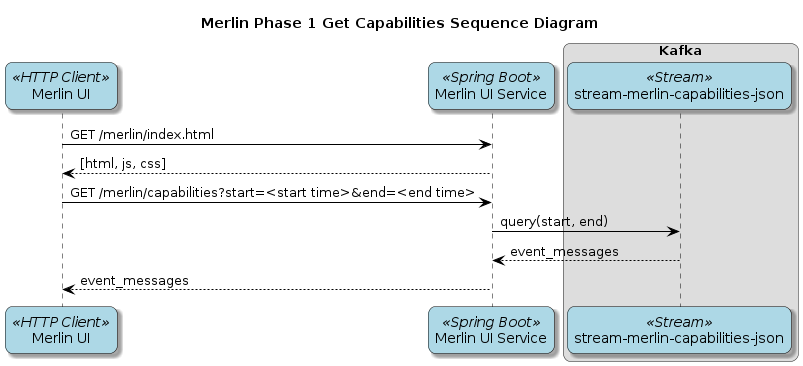 Merlin Phase 1 Get Capabilities Sequence Diagram
Kafka
«HTTP Client»
Merlin UI
«Spring Boot»
Merlin UI Service
«Stream»
stream-merlin-capabilities-json
GET /merlin/index.html
[html, js, css]
GET /merlin/capabilities?start=<start time>&end=<end time>
query(start, end)
event_messages
event_messages
«HTTP Client»
Merlin UI
«Spring Boot»
Merlin UI Service
«Stream»
stream-merlin-capabilities-json